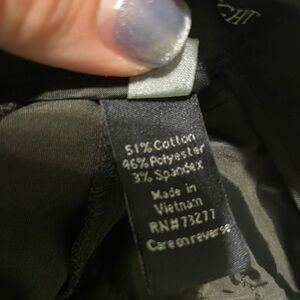 51% Cotton
46% Polyester
3% Spandex
Made in
Vietnam
RN# 73277
Care on reverse